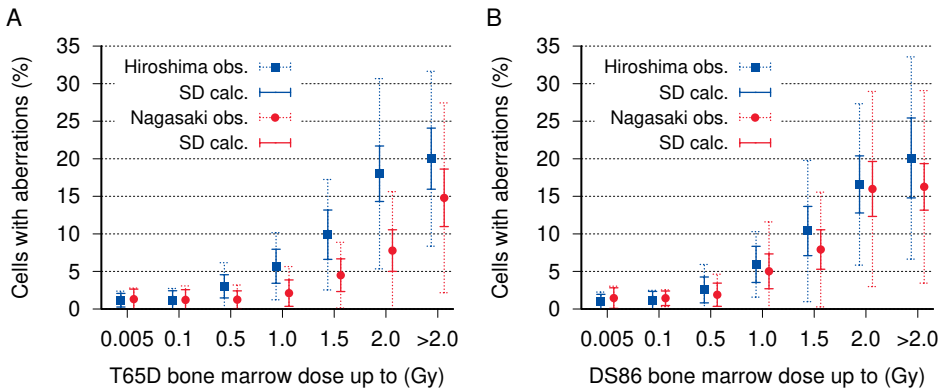 A
Cells with aberrations (%)
35
30
25
20
15
10
5
0
Hiroshima obs.
SD calc.
Nagasaki obs.
SD calc.
0.005 0.1 0.5 1.0 1.5 2.0 >2.0
T65D bone marrow dose up to (Gy)
B
Cells with aberrations (%)
35
30
25
20
15
10
5
0
Hiroshima obs.
SD calc.
Nagasaki obs.
SD calc.
0.005 0.1 0.5 1.0 1.5 2.0 >2.0
DS86 bone marrow dose up to (Gy)